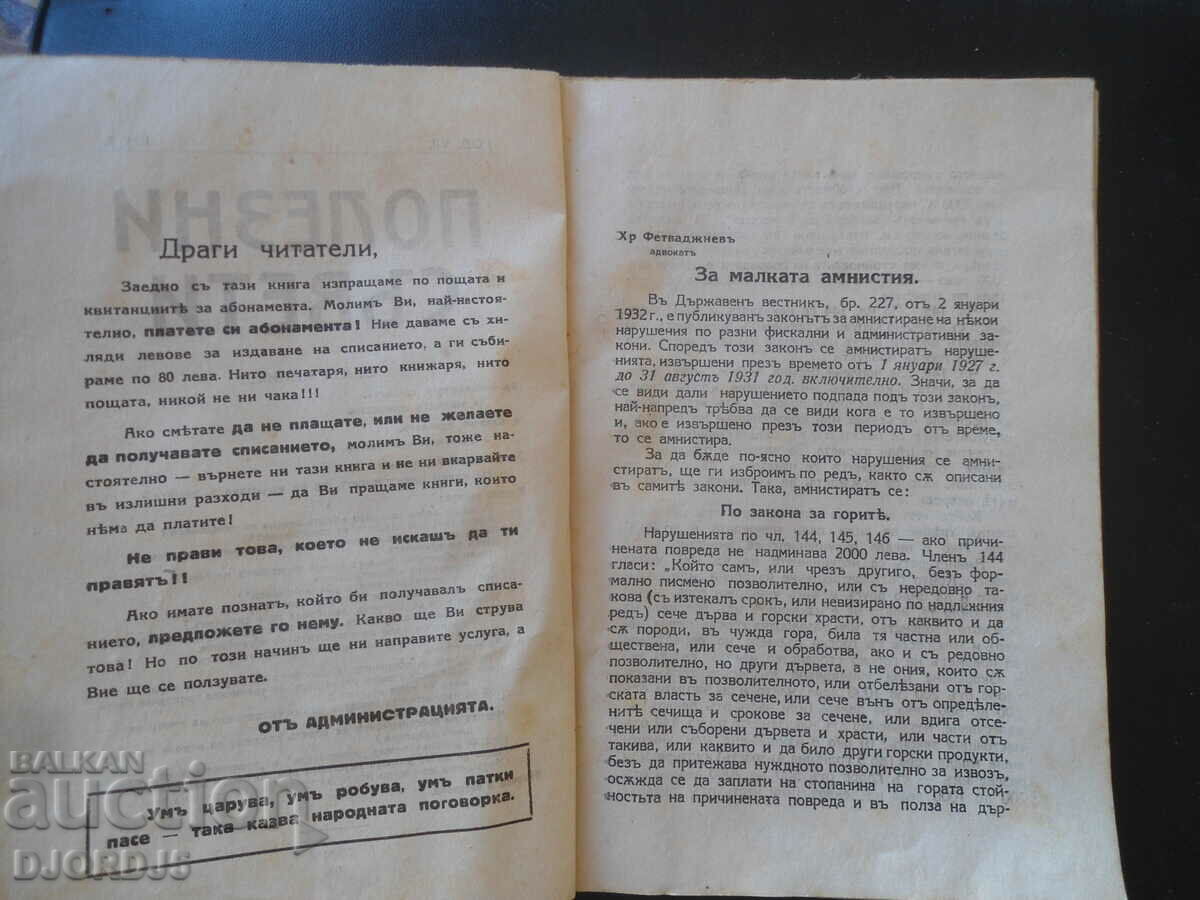 Драги читатели,
Заедно съ тази книга изпращаме по пощата и
квитанциитѣ за абонамента. Молимъ Ви, най-настоя-
телно, платете си абонамента! Ние даваме съ хи-
ляди левове за издаване на списанието, а ги съби-
раме по 80 лева. Нито печатаря, нито книжаря, нито
пощата, никой не ни чака!!!
Ако смѣтате да не плащате, или не желаете
да получавате списанието, молимъ Ви, тоже на-
стоятелно — върнете ни тази книга и не ни вкарвайте
въ излишни разходи — да Ви пращаме книги, които
нѣма да платите!
Не прави това, което не искашъ да ти
правятъ!!
Ако имате познатъ, който би получавалъ списа-
нието, предложете го нему. Какво ще Ви струва
това! Но по този начинъ ще ни направите услуга, а
Вие ще се ползувате.
ОТЪ АДМИНИСТРАЦИЯТА.
Умъ царува, умъ робува, умъ патки
пасе — така казва народната поговорка.
Хр Фетваджиевъ
адвокатъ
За малката амнистия.
Въ Държавенъ вестникъ, бр. 227, отъ 2 януари
1932 г., е публикуванъ законътъ за амнистиране на нѣкои
нарушения по разни фискални и административни за-
кони. Споредъ този законъ се амнистиратъ наруше-
нията, извършени презъ времето отъ 1 януари 1927 г.
до 31 августъ 1931 год. включително. Значи, за да
се види дали нарушението подпада подъ този законъ,
най-напредъ трѣбва да се види кога е то извършено
и, ако е извършено презъ този периодъ отъ време,
то се амнистира.
За да бѫде по-ясно които нарушения се амни-
стиратъ, ще ги изброимъ по редъ, както сѫ описани
въ самитѣ закони. Така, амнистиратъ се:
По закона за горитѣ.
Нарушенията по чл, 144, 145, 146 — ако причи-
нената повреда не надминава 2000 лева. Членъ 144
гласи: „Който самъ, или чрезъ другиго, безъ фор-
мално писмено позволително, или съ нередовно та-
кова (съ изтекалъ срокъ, или невизирано по надлежния
редъ) сече дърва и горски храсти, отъ каквито и да
сѫ породи, въ чужда гора, била тя частна или об-
ществена, или сече и обработва, ако и съ редовно
позволително, но други дървета, а не ония, които сѫ
показани въ позволителното, или отбелѣзани отъ гор-
ската власть за сечене, или сече вънъ отъ опредѣле-
нитѣ сечища и срокове за сечене, или вдига отсе-
чени или съборени дървета и храсти, или части отъ
такива, или каквито и да било други горски продукти,
безъ да притежава нуждното позволително за извозъ,
осѫжда се да заплати на стопанина на гората стой-
ностьта на причинената повреда и въ полза на дър-
BALKAN
auction
DJORDJ6